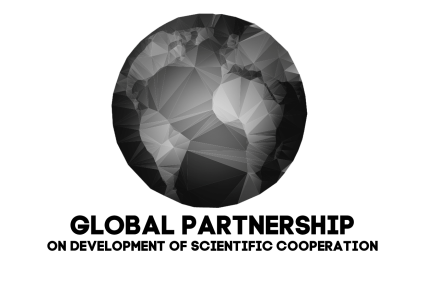 GLOBAL PARTNERSHIP
ON DEVELOPMENT OF SCIENTIFIC COOPERATION